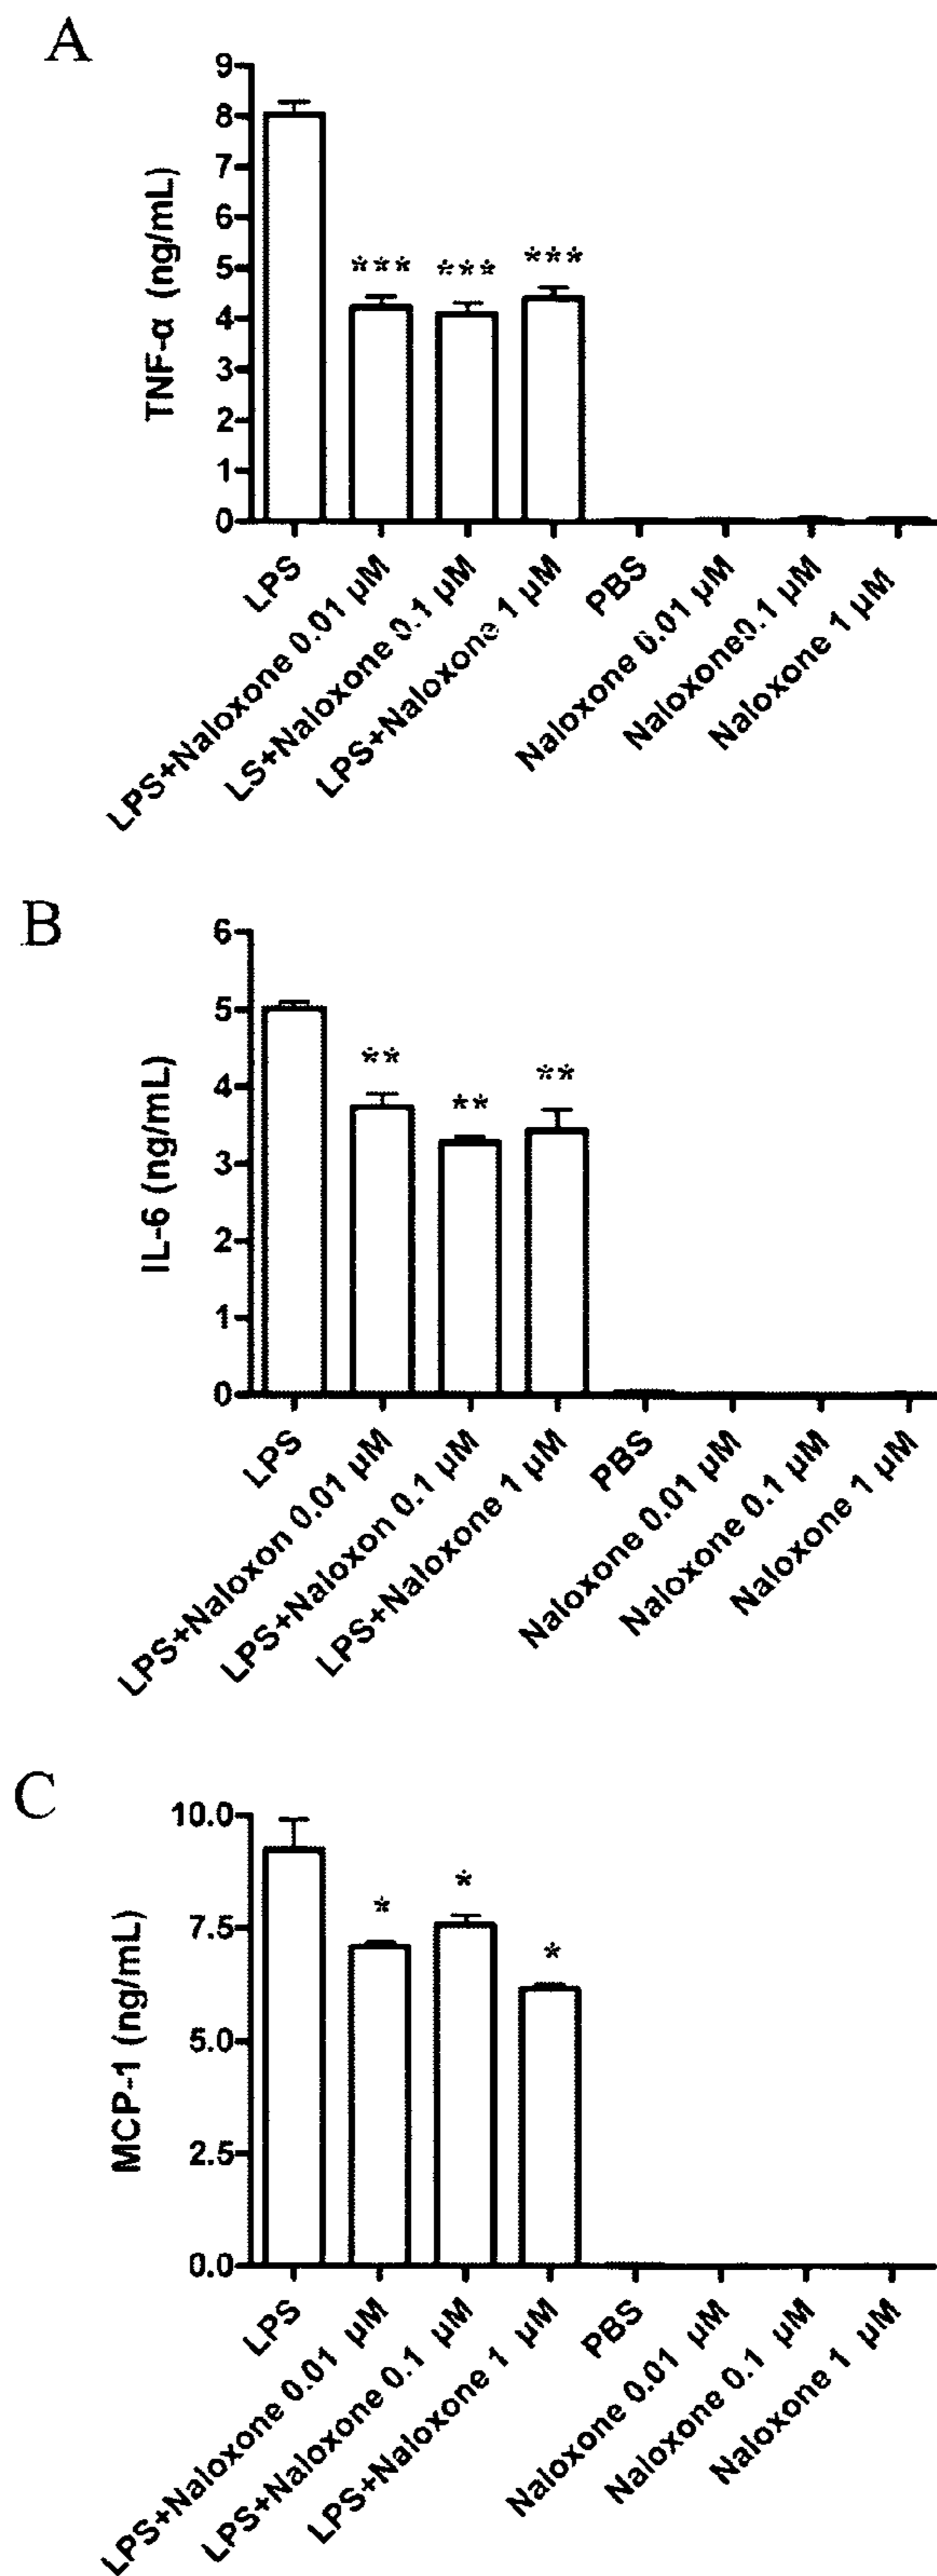 A
TNF-α (ng/mL)
9
8
7
6
5
4
3
2
1
0
***
***
***
LPS
LPS+Naloxone 0.01 µM
LS+Naloxone 0.1 µM
LPS+Naloxone 1 µM
PBS
Naloxone 0.01 µM
Naloxone0.1 µM
Naloxone 1 µM
B
IL-6 (ng/mL)
6
5
4
3
2
1
0
**
**
**
LPS
LPS+Naloxon 0.01 µM
LPS+Naloxon 0.1 µM
LPS+Naloxone 1 µM
PBS
Naloxone 0.01 µM
Naloxone 0.1 µM
Naloxone 1 µM
C
MCP-1 (ng/mL)
10.0
7.5
5.0
2.5
0.0
*
*
*
LPS
LPS+Naloxone 0.01 µM
LPS+Naloxone 0.1 µM
LPS+Naloxone 1 µM
PBS
Naloxone 0.01 µM
Naloxone 0.1 µM
Naloxone 1 µM